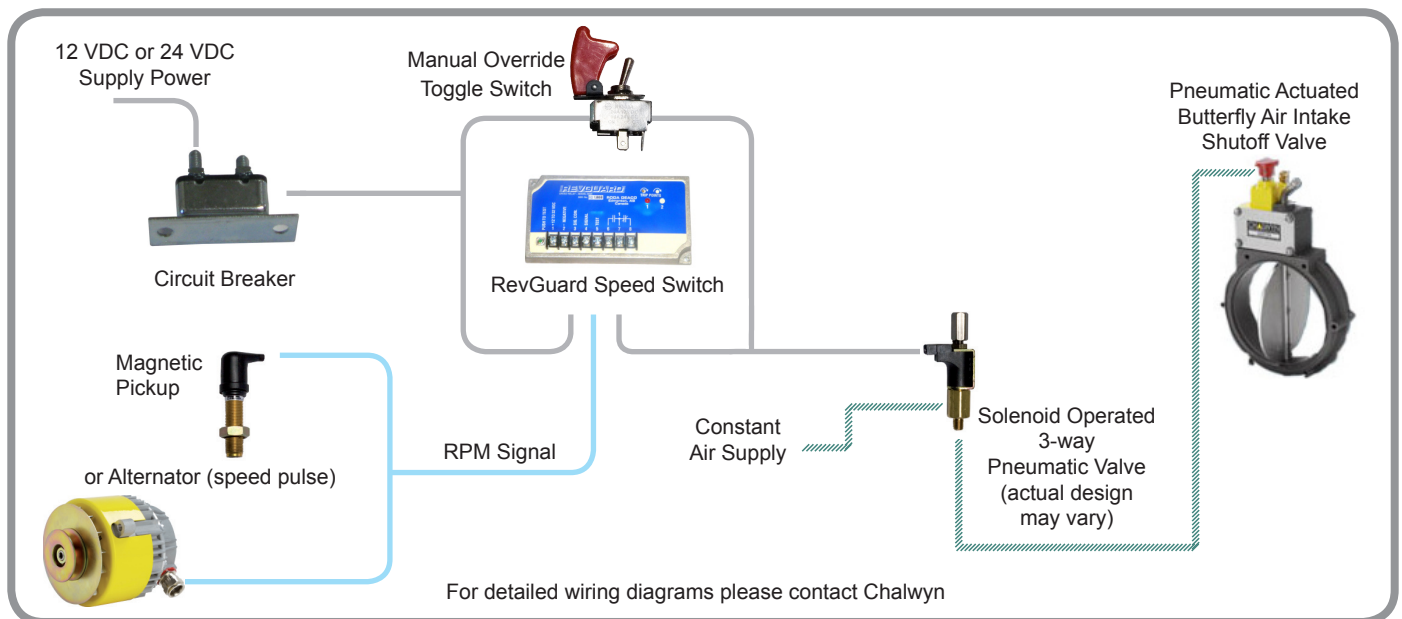 12 VDC or 24 VDC
Supply Power
Manual Override
Toggle Switch
Pneumatic Actuated
Butterfly Air Intake
Shutoff Valve
REVGUARD
Circuit Breaker
RevGuard Speed Switch
Magnetic
Pickup
or Alternator (speed pulse)
RPM Signal
Constant
Air Supply
Solenoid Operated
3-way
Pneumatic Valve
(actual design
may vary)
For detailed wiring diagrams please contact Chalwyn